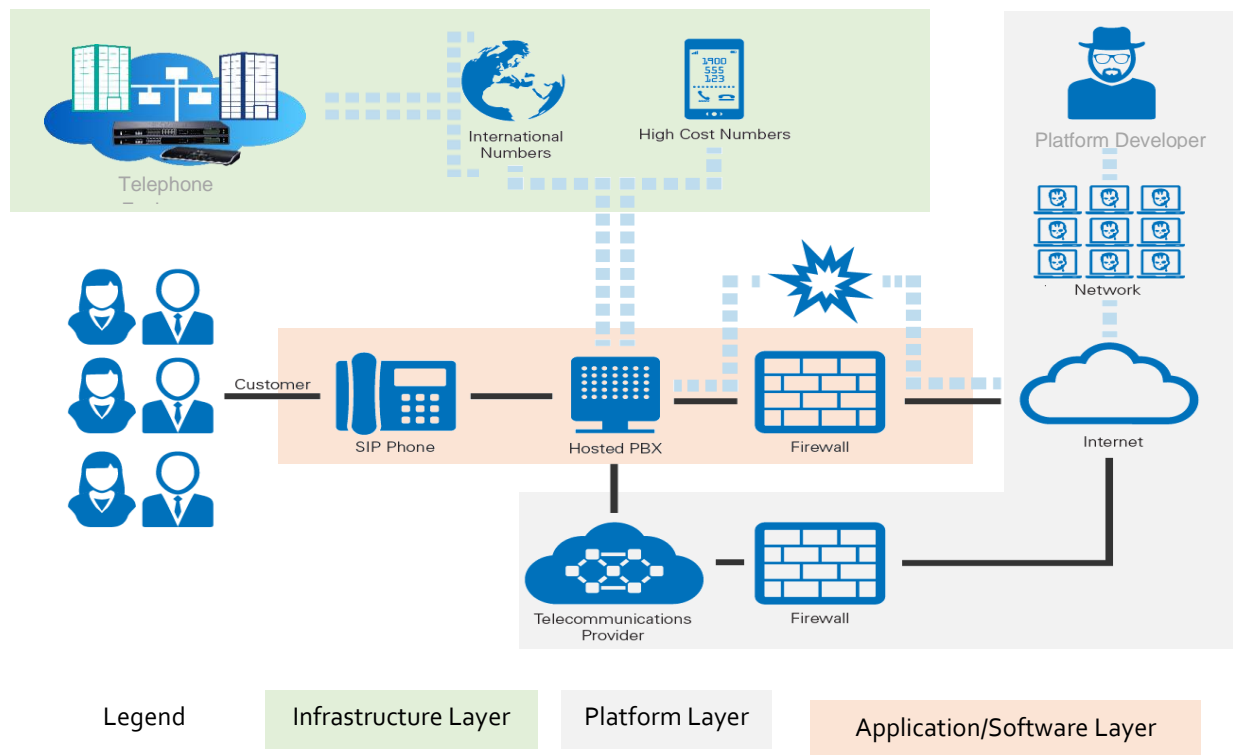 1900
555
123
International
Numbers
High Cost Numbers
Telephone
Platform Developer
Network
Customer
SIP Phone
Hosted PBX
Firewall
Internet
Telecommunications
Provider
Firewall
Legend
Infrastructure Layer
Platform Layer
Application/Software Layer